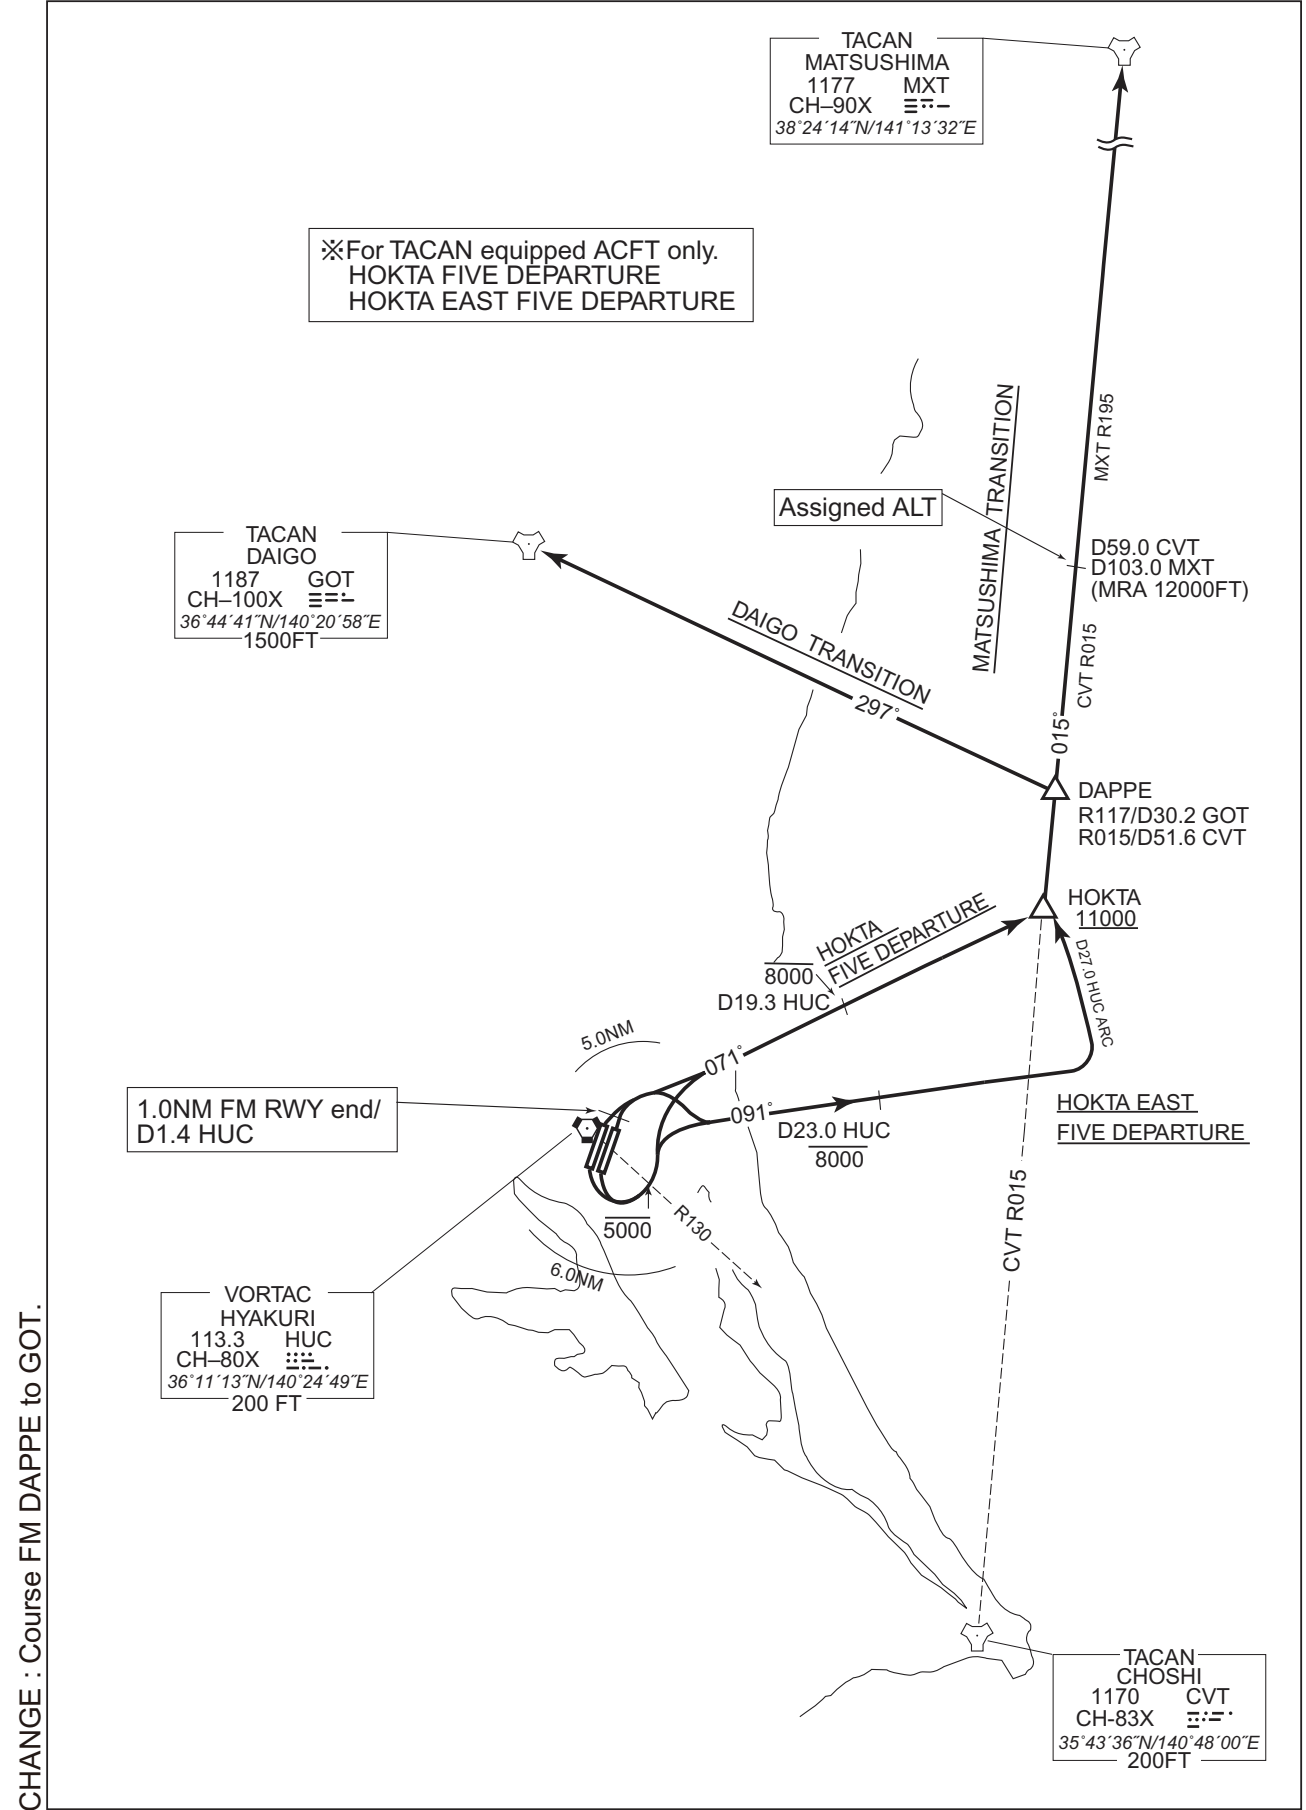 TACAN
MATSUSHIMA
1177 MXT
CH–90X
38°24´14˝N/141°13´32˝E
※For TACAN equipped ACFT only.
HOKTA FIVE DEPARTURE
HOKTA EAST FIVE DEPARTURE
MATSUSHIMA TRANSITION
MXT R195
Assigned ALT
D59.0 CVT
D103.0 MXT
(MRA 12000FT)
TACAN
DAIGO
1187 GOT
CH–100X
36°44´41˝N/140°20´58˝E
1500FT
DAIGO TRANSITION
297°
CVT R015
015°
DAPPE
R117/D30.2 GOT
R015/D51.6 CVT
HOKTA
11000
HOKTA
FIVE DEPARTURE
8000
D19.3 HUC
D27.0 HUC ARC
5.0NM
071°
1.0NM FM RWY end/
D1.4 HUC
091°
D23.0 HUC
8000
HOKTA EAST
FIVE DEPARTURE
5000
R130
CVT R015
6.0NM
VORTAC
HYAKURI
113.3 HUC
CH–80X
36°11´13˝N/140°24´49˝E
200 FT
TACAN
CHOSHI
1170 CVT
CH-83X
35°43´36˝N/140°48´00˝E
200FT
CHANGE : Course FM DAPPE to GOT.